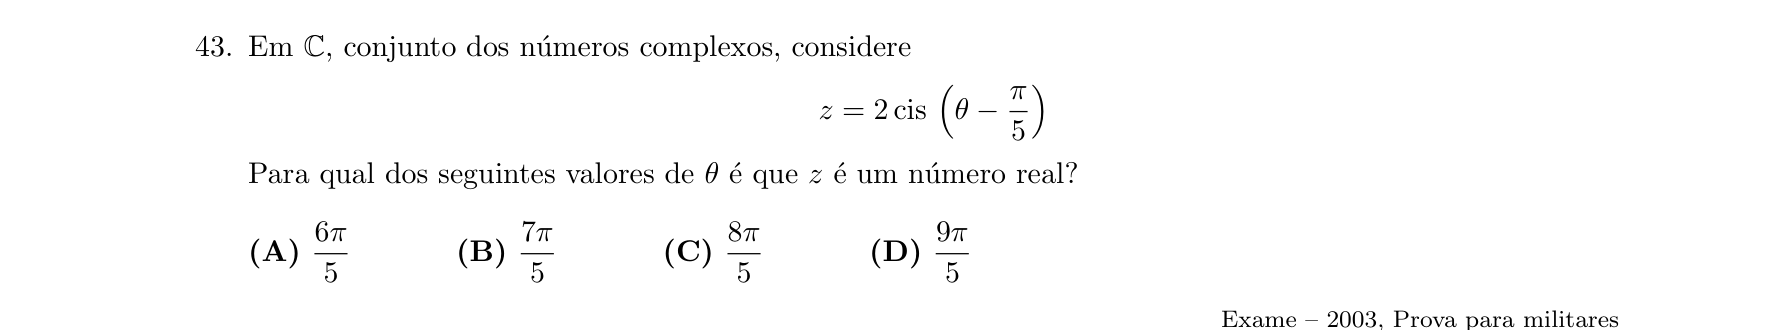 43. Em ℂ, conjunto dos números complexos, considere
z = 2 cis (θ − π/5)
Para qual dos seguintes valores de θ é que z é um número real?
(A) 6π/5 (B) 7π/5 (C) 8π/5 (D) 9π/5
Exame – 2003, Prova para militares